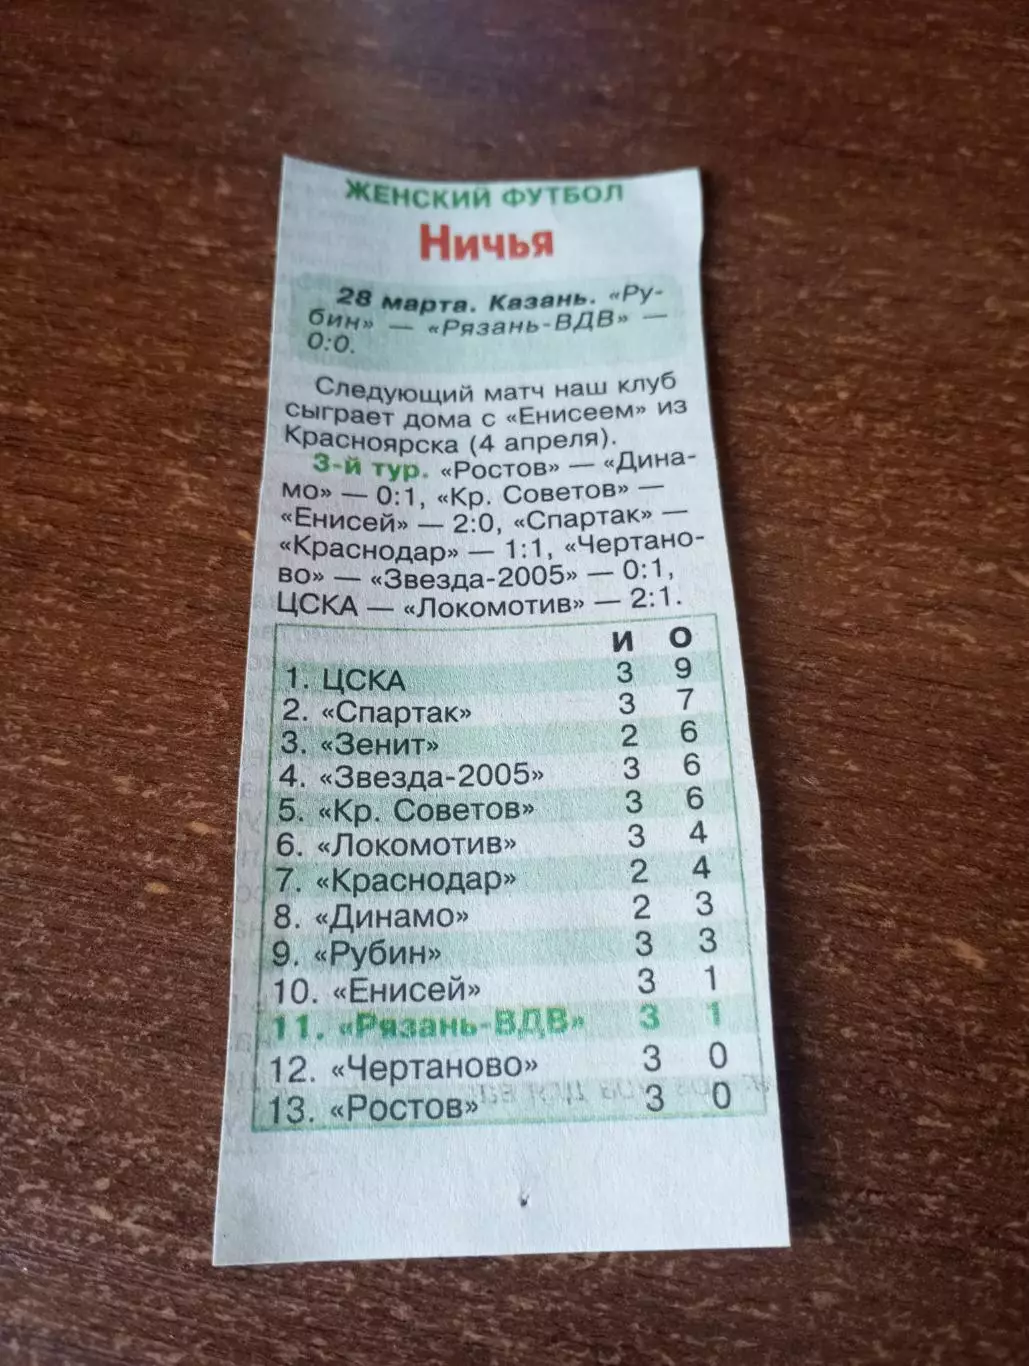 ЖЕНСКИЙ ФУТБОЛ
Ничья
28 марта. Казань. «Ру-
бин» — «Рязань-ВДВ» —
0:0.
Следующий матч наш клуб
сыграет дома с «Енисеем» из
Красноярска (4 апреля).
3-й тур. «Ростов» — «Дина-
мо» — 0:1, «Кр. Советов» —
«Енисей» — 2:0, «Спартак» —
«Краснодар» — 1:1, «Чертано-
во» — «Звезда-2005» — 0:1,
ЦСКА — «Локомотив» — 2:1.
И О
1. ЦСКА 3 9
2. «Спартак» 3 7
3. «Зенит» 2 6
4. «Звезда-2005» 3 6
5. «Кр. Советов» 3 6
6. «Локомотив» 3 4
7. «Краснодар» 2 4
8. «Динамо» 2 3
9. «Рубин» 3 3
10. «Енисей» 3 1
11. «Рязань-ВДВ» 3 1
12. «Чертаново» 3 0
13. «Ростов» 3 0